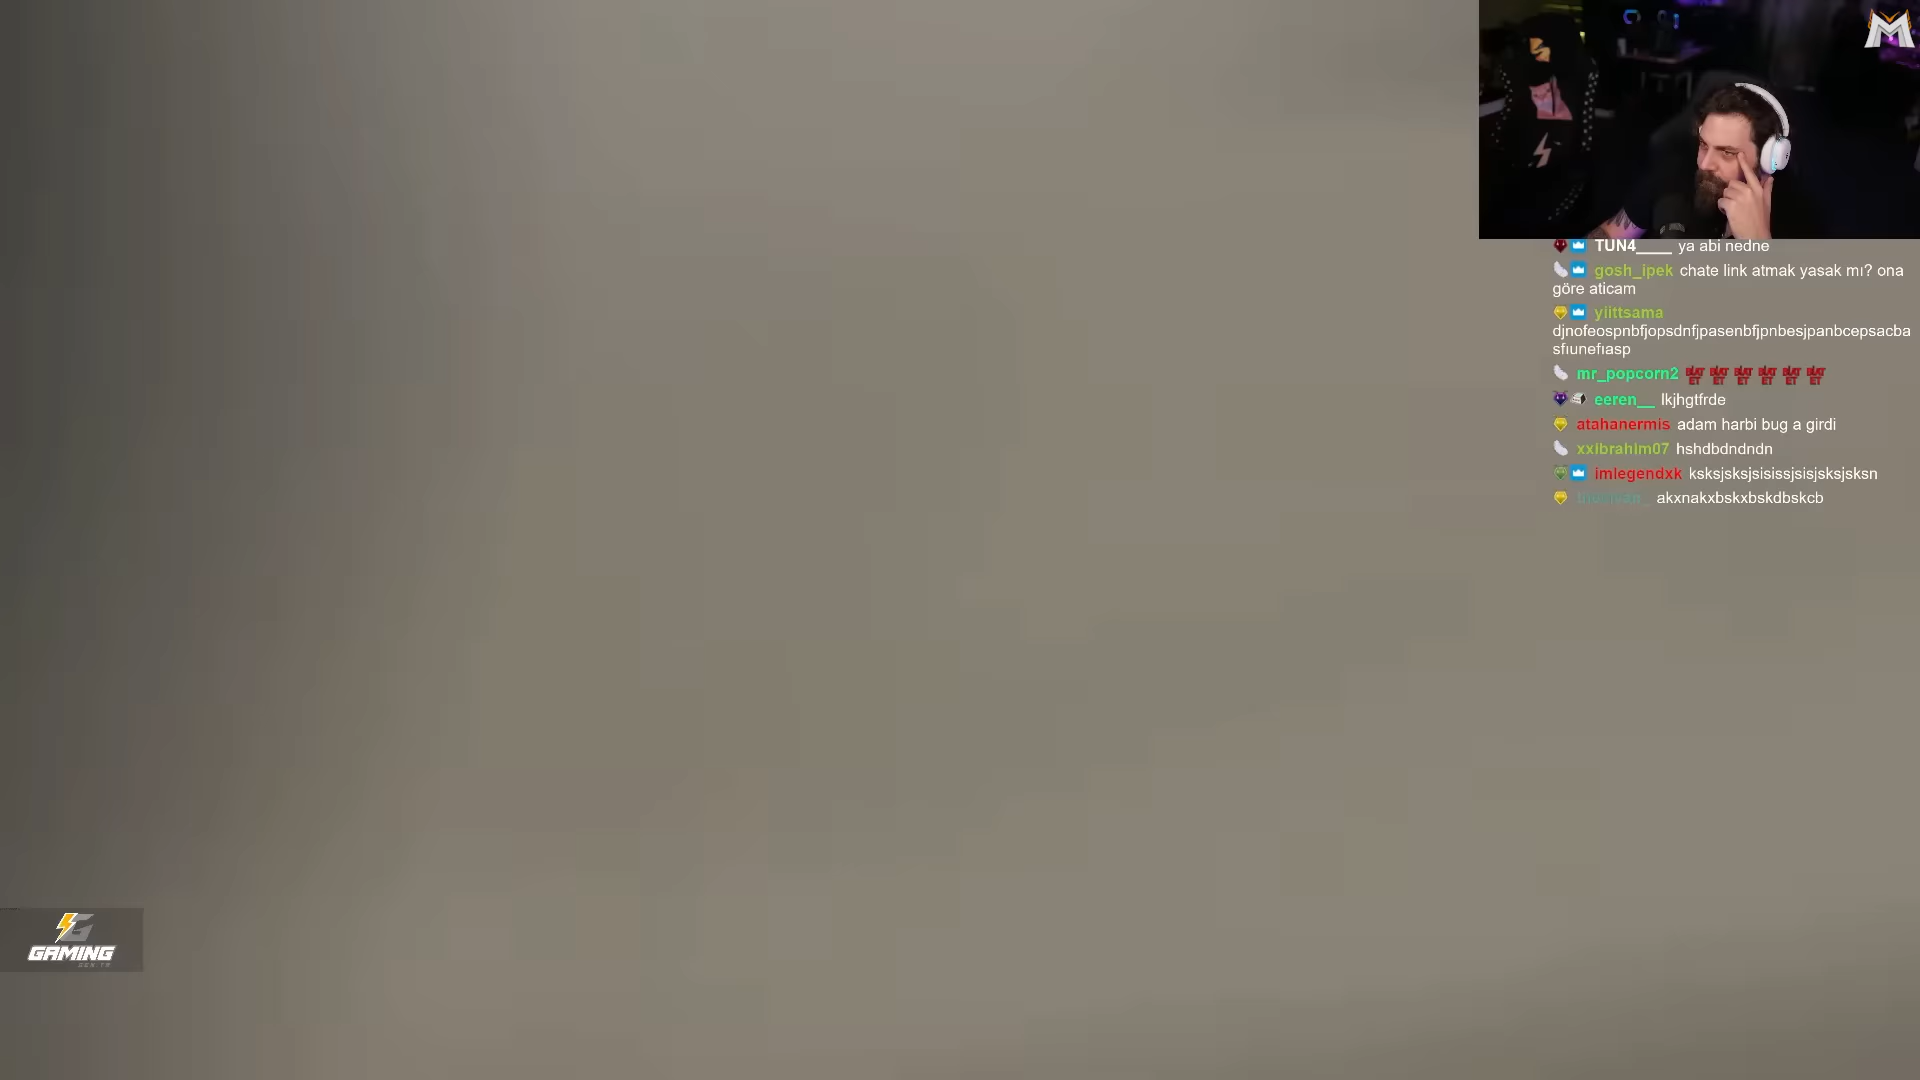 TUN4____ ya abi nedne
gosh_ipek chate link atmak yasak mı? ona
göre aticam
yiittsama
djnofeospnbfjopsdnfjpasenbfjpnbesjpanbcepsacba
sfıunefıasp
mr_popcorn2
eeren__ lkjhgtfrde
atahanermis adam harbi bug a girdi
xxibrahim07 hshdbdndndn
imlegendxk ksksjsksjsisissjsisjsksjsksn
akxnakxbskxbskdbskcb
GAMING